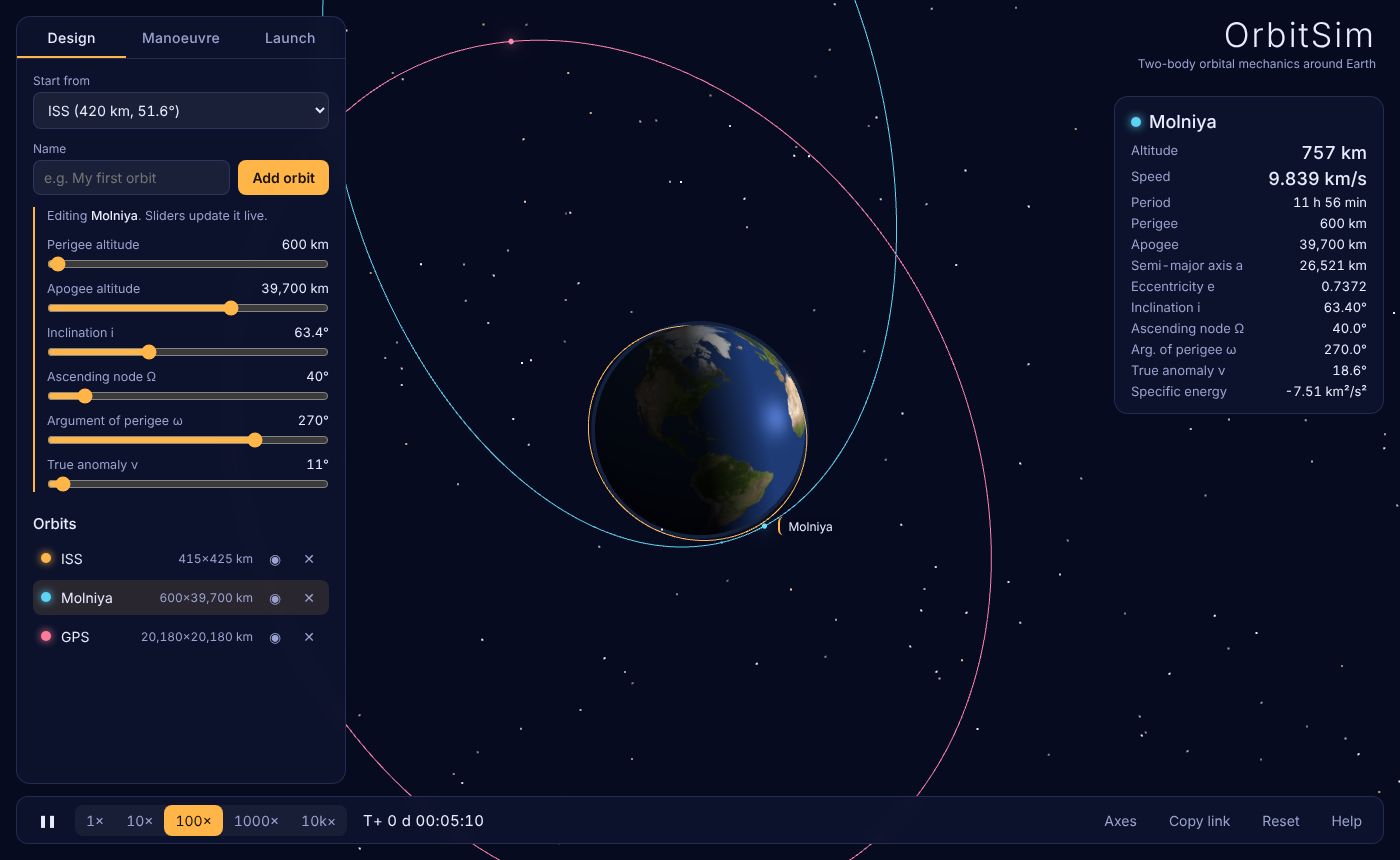 Design Manoeuvre Launch
Start from
ISS (420 km, 51.6°)
Name
e.g. My first orbit Add orbit
Editing Molniya. Sliders update it live.
Perigee altitude 600 km
Apogee altitude 39,700 km
Inclination i 63.4°
Ascending node Ω 40°
Argument of perigee ω 270°
True anomaly ν 11°
Orbits
ISS 415×425 km ◉ ✕
Molniya 600×39,700 km ◉ ✕
GPS 20,180×20,180 km ◉ ✕
Molniya
OrbitSim
Two-body orbital mechanics around Earth
Molniya
Altitude 757 km
Speed 9.839 km/s
Period 11 h 56 min
Perigee 600 km
Apogee 39,700 km
Semi-major axis a 26,521 km
Eccentricity e 0.7372
Inclination i 63.40°
Ascending node Ω 40.0°
Arg. of perigee ω 270.0°
True anomaly ν 18.6°
Specific energy -7.51 km²/s²
1× 10× 100× 1000× 10k× T+ 0 d 00:05:10 Axes Copy link Reset Help